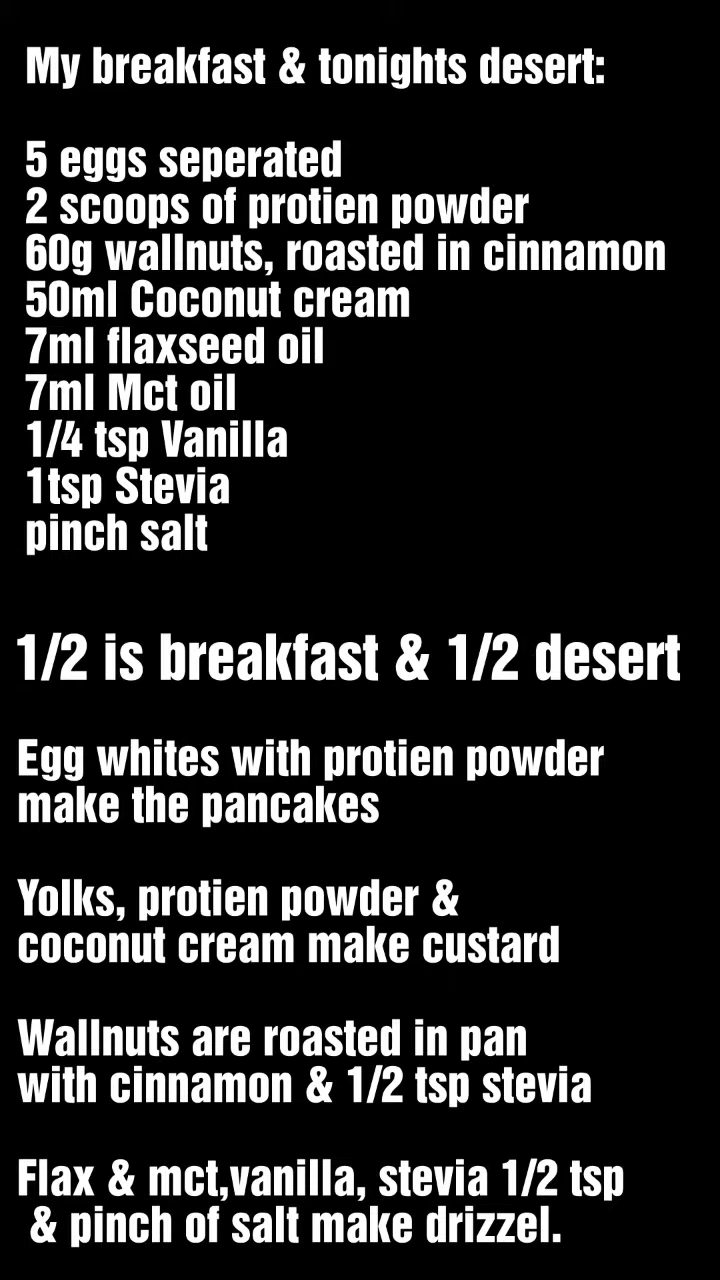 My breakfast & tonights desert:
5 eggs seperated
2 scoops of protien powder
60g wallnuts, roasted in cinnamon
50ml Coconut cream
7ml flaxseed oil
7ml Mct oil
1/4 tsp Vanilla
1tsp Stevia
pinch salt
1/2 is breakfast & 1/2 desert
Egg whites with protien powder
make the pancakes
Yolks, protien powder &
coconut cream make custard
Wallnuts are roasted in pan
with cinnamon & 1/2 tsp stevia
Flax & mct,vanilla, stevia 1/2 tsp
& pinch of salt make drizzel.